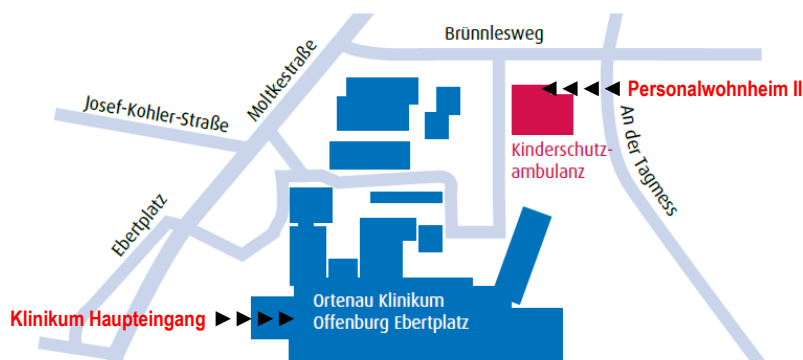 Brünnlesweg
Moltkestraße
Josef-Kohler-Straße
Personalwohnheim II
Kinderschutz-
ambulanz
An der Tagmess
Ebertplatz
Klinikum Haupteingang
Ortenau Klinikum
Offenburg Ebertplatz